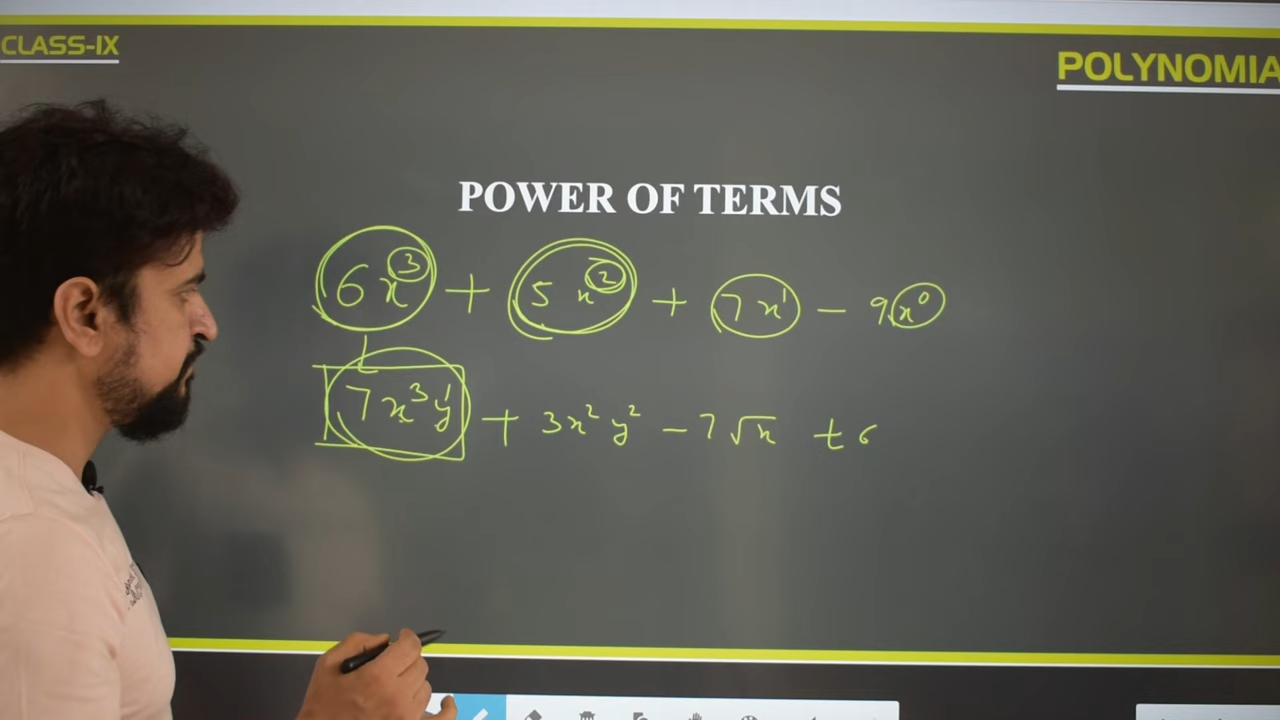 CLASS-IX
POLYNOMIA
POWER OF TERMS
6x³ + 5x² + 7x¹ − 9x⁰
7x³y¹ + 3x²y² − 7√x + 6